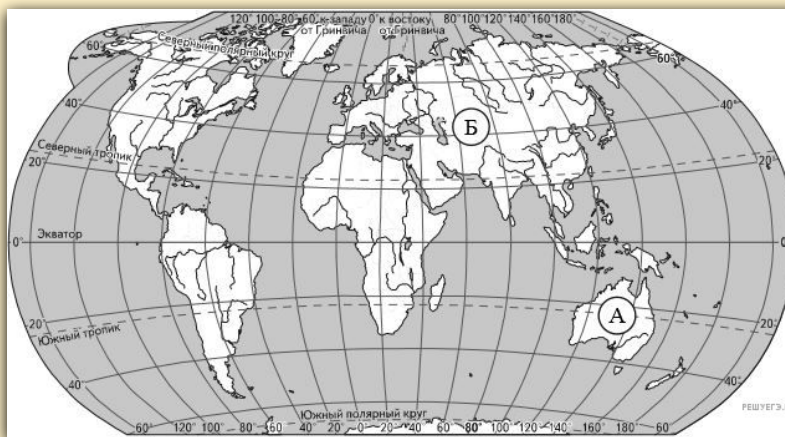 120° 100° 80° 60° к западу 0° к востоку 80° 100° 120° 140° 160° 180°
от Гринвича от Гринвича
Северный полярный круг
60° 60°
40° 40°
Б
Северный тропик
20° 20°
Экватор
0° 0°
А
20° 20°
Южный тропик
40° 40°
Южный полярный круг
РЕШУЕГЭ.
60° 180° 160° 140° 120° 100° 80° 60° 40° 20° 0° 20° 40° 60° 80° 100° 120° 140° 160° 180° 60°